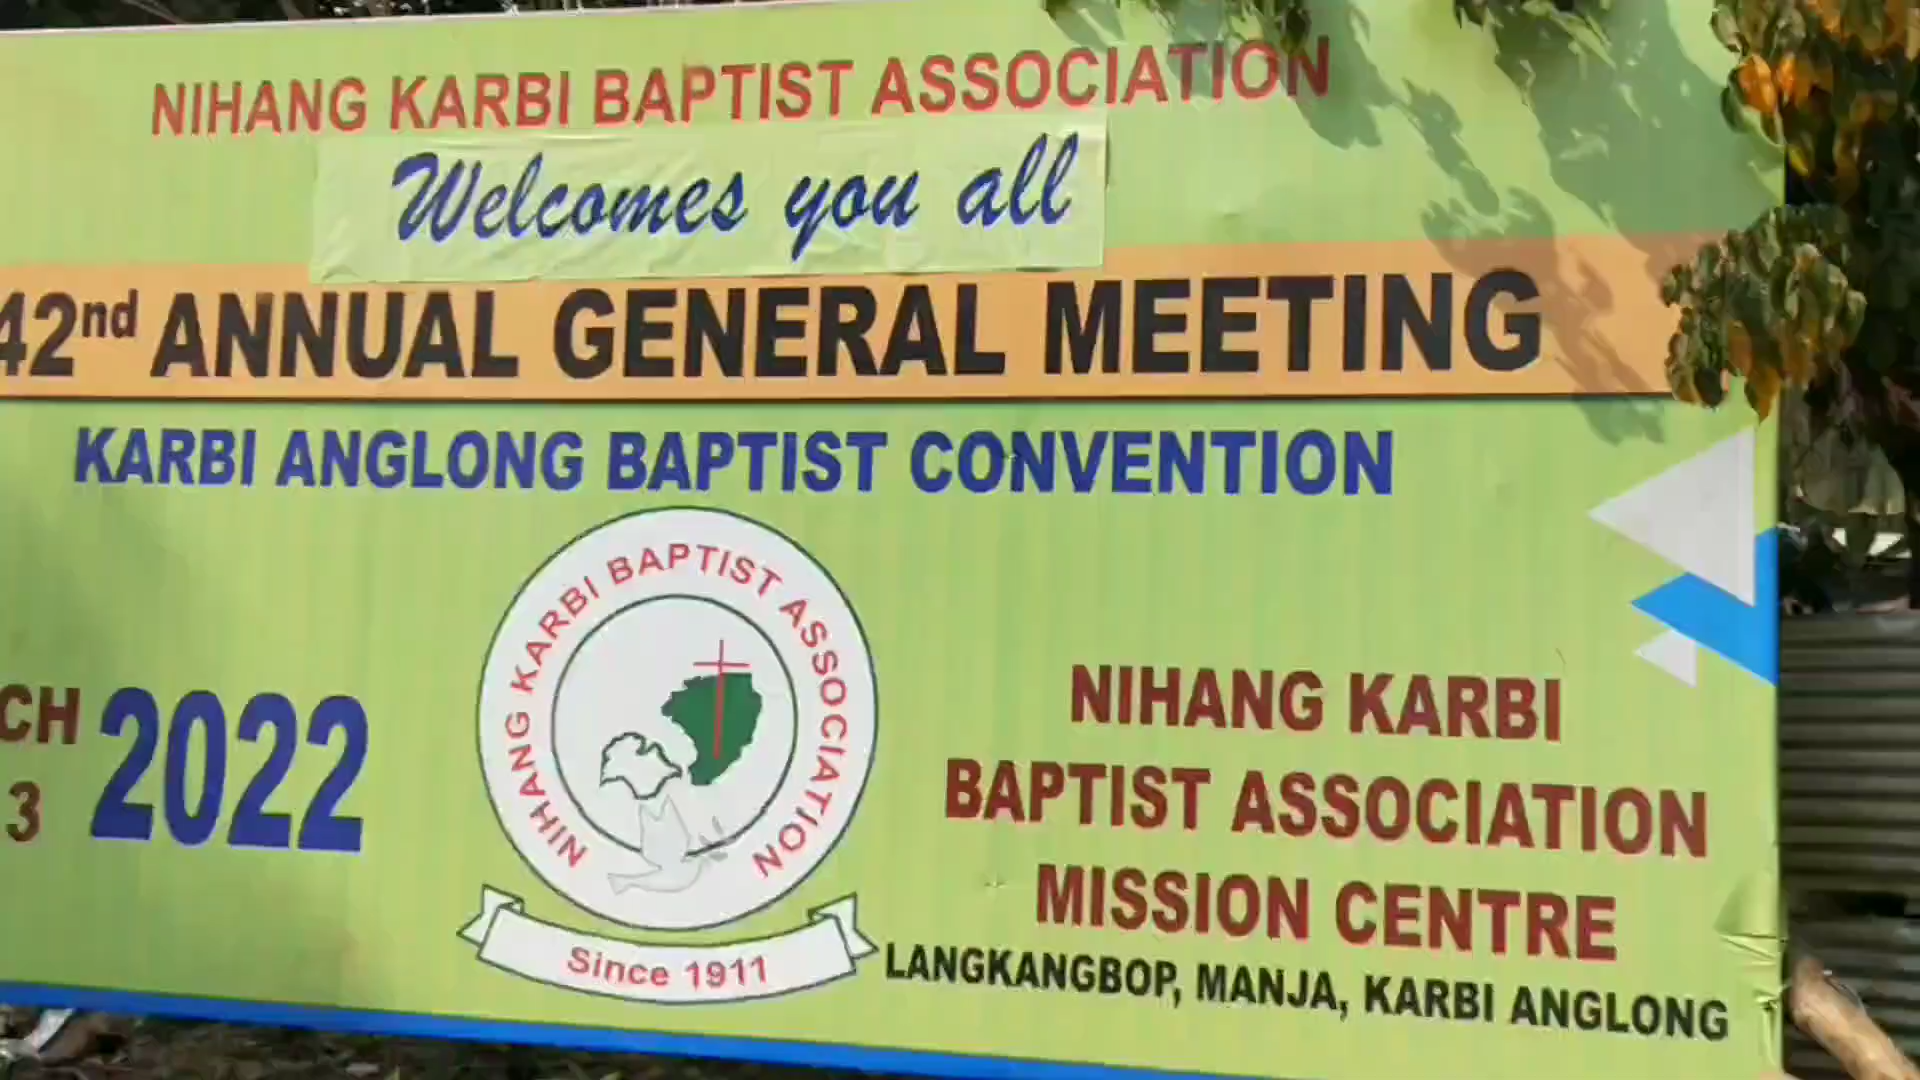 NIHANG KARBI BAPTIST ASSOCIATION
Welcomes you all
42nd ANNUAL GENERAL MEETING
KARBI ANGLONG BAPTIST CONVENTION
CH 2022
3
NIHANG KARBI BAPTIST ASSOCIATION
Since 1911
NIHANG KARBI
BAPTIST ASSOCIATION
MISSION CENTRE
LANGKANGBOP, MANJA, KARBI ANGLONG